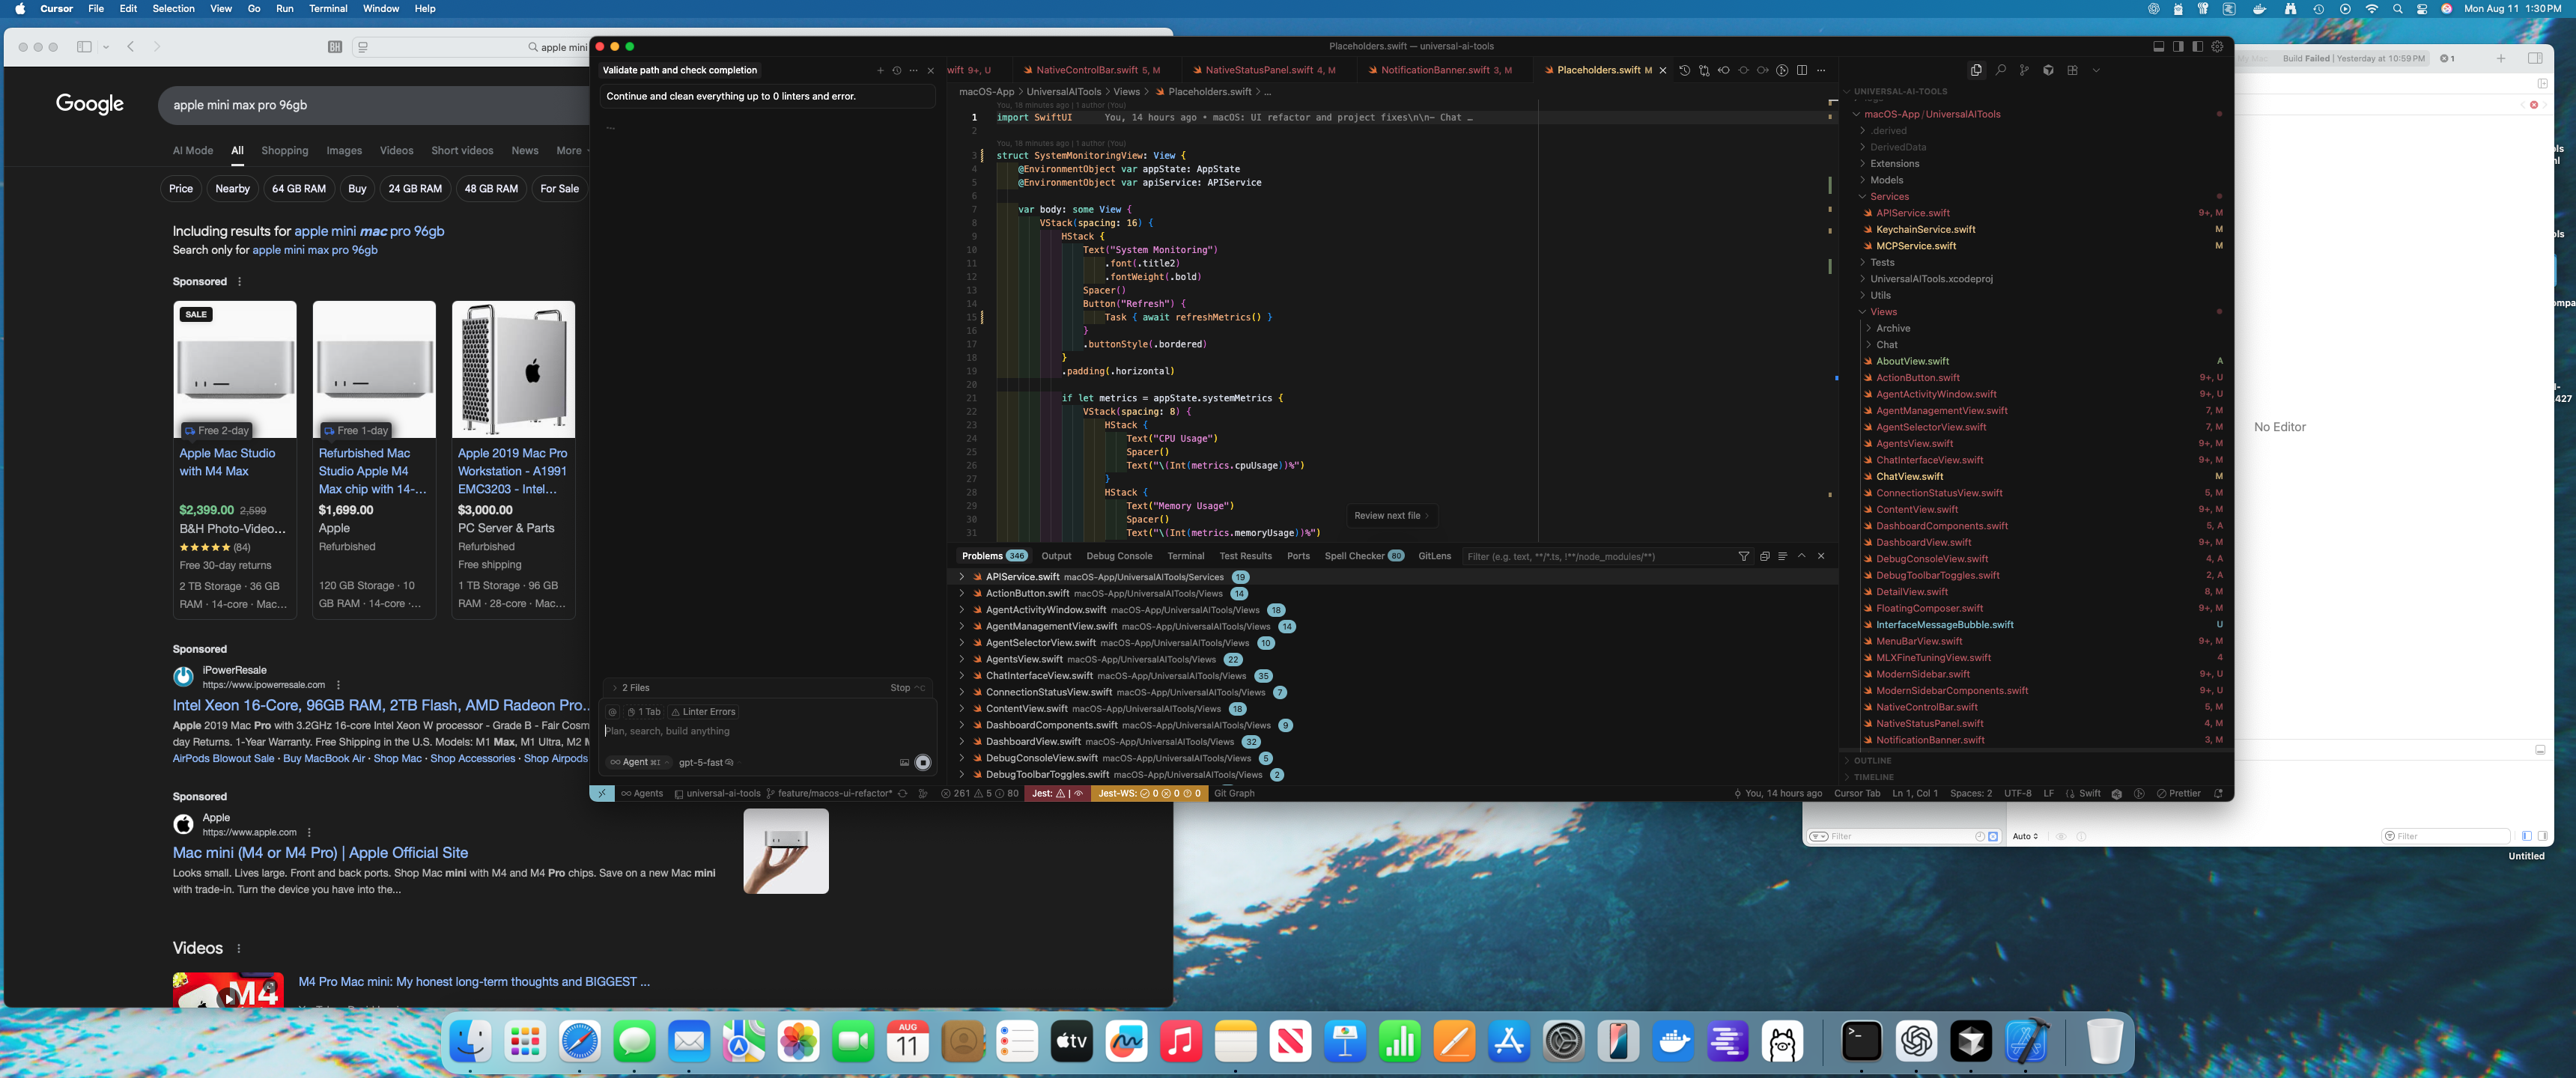 Cursor File Edit Selection View Go Run Terminal Window Help
Mon Aug 11 1:30 PM
apple mini
Google
apple mini max pro 96gb
AI Mode All Shopping Images Videos Short videos News More
Price Nearby 64 GB RAM Buy 24 GB RAM 48 GB RAM For Sale
Including results for apple mini mac pro 96gb
Search only for apple mini max pro 96gb
Sponsored
SALE
Free 2-day
Apple Mac Studio
with M4 Max
$2,399.00 2,599
B&H Photo-Video...
(84)
Free 30-day returns
2 TB Storage · 36 GB
RAM · 14-core · Mac...
Free 1-day
Refurbished Mac
Studio Apple M4
Max chip with 14-...
$1,699.00
Apple
Refurbished
120 GB Storage · 10
GB RAM · 14-core ·...
Apple 2019 Mac Pro
Workstation - A1991
EMC3203 - Intel...
$3,000.00
PC Server & Parts
Refurbished
Free shipping
1 TB Storage · 96 GB
RAM · 28-core · Mac...
Sponsored
iPowerResale
https://www.ipowerresale.com
Intel Xeon 16-Core, 96GB RAM, 2TB Flash, AMD Radeon Pro..
Apple 2019 Mac Pro with 3.2GHz 16-core Intel Xeon W processor - Grade B - Fair Cosm
day Returns. 1-Year Warranty. Free Shipping in the U.S. Models: M1 Max, M1 Ultra, M2 M
AirPods Blowout Sale · Buy MacBook Air · Shop Mac · Shop Accessories · Shop Airpods
Sponsored
Apple
https://www.apple.com
Mac mini (M4 or M4 Pro) | Apple Official Site
Looks small. Lives large. Front and back ports. Shop Mac mini with M4 and M4 Pro chips. Save on a new Mac mini
with trade-in. Turn the device you have into the...
Videos
M4
M4 Pro Mac mini: My honest long-term thoughts and BIGGEST ...
Placeholders.swift — universal-ai-tools
Validate path and check completion
Continue and clean everything up to 0 linters and error.
2 Files Stop ^C
@ 1 Tab Linter Errors
Plan, search, build anything
Agent ⌘I gpt-5-fast
wift 9+, U NativeControlBar.swift 5, M NativeStatusPanel.swift 4, M NotificationBanner.swift 3, M Placeholders.swift M
macOS-App > UniversalAITools > Views > Placeholders.swift > ...
You, 18 minutes ago | 1 author (You)
1 import SwiftUI You, 14 hours ago • macOS: UI refactor and project fixes\n\n– Chat …
2
You, 18 minutes ago | 1 author (You)
3 struct SystemMonitoringView: View {
4 @EnvironmentObject var appState: AppState
5 @EnvironmentObject var apiService: APIService
6
7 var body: some View {
8 VStack(spacing: 16) {
9 HStack {
10 Text("System Monitoring")
11 .font(.title2)
12 .fontWeight(.bold)
13 Spacer()
14 Button("Refresh") {
15 Task { await refreshMetrics() }
16 }
17 .buttonStyle(.bordered)
18 }
19 .padding(.horizontal)
20
21 if let metrics = appState.systemMetrics {
22 VStack(spacing: 8) {
23 HStack {
24 Text("CPU Usage")
25 Spacer()
26 Text("\(Int(metrics.cpuUsage))%")
27 }
28 HStack {
29 Text("Memory Usage")
30 Spacer()
31 Text("\(Int(metrics.memoryUsage))%")
Review next file
Problems 346 Output Debug Console Terminal Test Results Ports Spell Checker 80 GitLens Filter (e.g. text, **/*.ts, !**/node_modules/**)
APIService.swift macOS-App/UniversalAITools/Services 19
ActionButton.swift macOS-App/UniversalAITools/Views 14
AgentActivityWindow.swift macOS-App/UniversalAITools/Views 18
AgentManagementView.swift macOS-App/UniversalAITools/Views 14
AgentSelectorView.swift macOS-App/UniversalAITools/Views 10
AgentsView.swift macOS-App/UniversalAITools/Views 22
ChatInterfaceView.swift macOS-App/UniversalAITools/Views 35
ConnectionStatusView.swift macOS-App/UniversalAITools/Views 7
ContentView.swift macOS-App/UniversalAITools/Views 18
DashboardComponents.swift macOS-App/UniversalAITools/Views 9
DashboardView.swift macOS-App/UniversalAITools/Views 32
DebugConsoleView.swift macOS-App/UniversalAITools/Views 5
DebugToolbarToggles.swift macOS-App/UniversalAITools/Views 2
Agents universal-ai-tools feature/macos-ui-refactor* 261 5 80 Jest: Jest-WS: 0 0 0 Git Graph
You, 14 hours ago Cursor Tab Ln 1, Col 1 Spaces: 2 UTF-8 LF Swift Prettier
UNIVERSAL-AI-TOOLS
macOS-App / UniversalAITools
.derived
DerivedData
Extensions
Models
Services
APIService.swift 9+, M
KeychainService.swift M
MCPService.swift M
Tests
UniversalAITools.xcodeproj
Utils
Views
Archive
Chat
AboutView.swift A
ActionButton.swift 9+, U
AgentActivityWindow.swift 9+, U
AgentManagementView.swift 7, M
AgentSelectorView.swift 7, M
AgentsView.swift 9+, M
ChatInterfaceView.swift 9+, M
ChatView.swift M
ConnectionStatusView.swift 5, M
ContentView.swift 9+, M
DashboardComponents.swift 5, A
DashboardView.swift 9+, M
DebugConsoleView.swift 4, A
DebugToolbarToggles.swift 2, A
DetailView.swift 8, M
FloatingComposer.swift 9+, M
InterfaceMessageBubble.swift U
MenuBarView.swift 9+, M
MLXFineTuningView.swift 4
ModernSidebar.swift 9+, U
ModernSidebarComponents.swift 9+, U
NativeControlBar.swift 5, M
NativeStatusPanel.swift 4, M
NotificationBanner.swift 3, M
OUTLINE
TIMELINE
Build Failed | Yesterday at 10:59 PM 1
No Editor
Filter Auto Filter
Untitled
AUG
11
tv